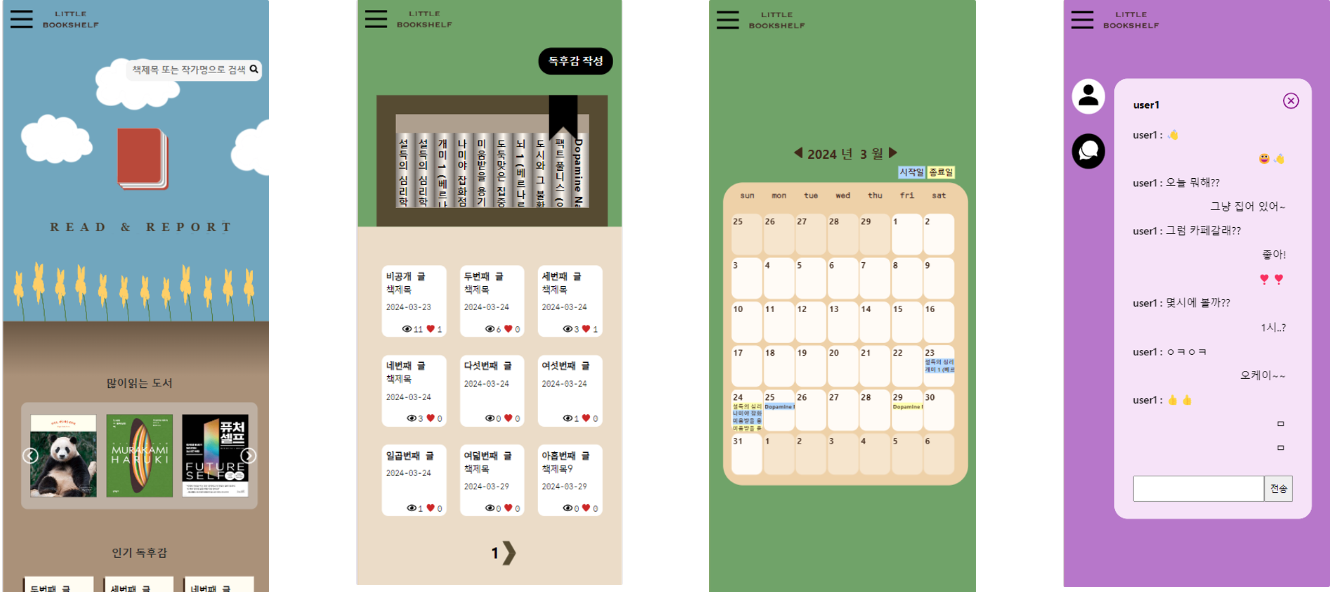 LITTLE
BOOKSHELF
책제목 또는 작가명으로 검색
READ & REPORT
많이읽는 도서
MURAKAMI
HARUKI
퓨처
셀프
FUTURE
SELF
인기 독후감
두번째 글
세번째 글
네번째 글
LITTLE
BOOKSHELF
독후감 작성
설득의 심리학
설득의 심리학
개미 1 (베르나르
나미야 잡화점
미움받을 용기
도둑맞은 집중
뇌 1 (베르나르
도시와 그 불확
팩트풀니스 (
Dopamine Na
비공개 글
책제목
2024-03-23
11 1
두번째 글
책제목
2024-03-24
6 0
세번째 글
책제목
2024-03-24
3 1
네번째 글
책제목
2024-03-24
3 0
다섯번째 글
2024-03-24
0 0
여섯번째 글
2024-03-24
1 0
일곱번째 글
2024-03-24
1 0
여덟번째 글
책제목
2024-03-29
0 0
아홉번째 글
책제목9
2024-03-29
0 0
1
LITTLE
BOOKSHELF
2024 년 3 월
시작일 종료일
sun mon tue wed thu fri sat
25 26 27 28 29 1 2
3 4 5 6 7 8 9
10 11 12 13 14 15 16
17 18 19 20 21 22 23
설득의 심리
개미 1 (베르
24 25 26 27 28 29 30
설득의 심리 Dopamine Dopamine
나미야 잡화
미움받을 용
31 1 2 3 4 5 6
LITTLE
BOOKSHELF
user1
user1 :
user1 : 오늘 뭐해??
그냥 집어 있어~
user1 : 그럼 카페갈래??
좋아!
user1 : 몇시에 볼까??
1시..?
user1 : ㅇㅋㅇㅋ
오케이~~
user1 :
ㅁ
ㅁ
전송